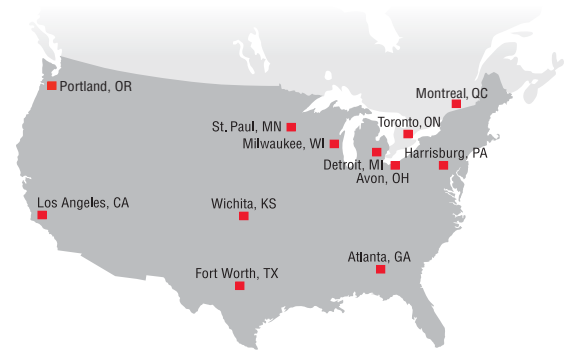 Portland, OR
Montreal, QC
St. Paul, MN
Toronto, ON
Milwaukee, WI
Harrisburg, PA
Detroit, MI
Avon, OH
Los Angeles, CA
Wichita, KS
Atlanta, GA
Fort Worth, TX